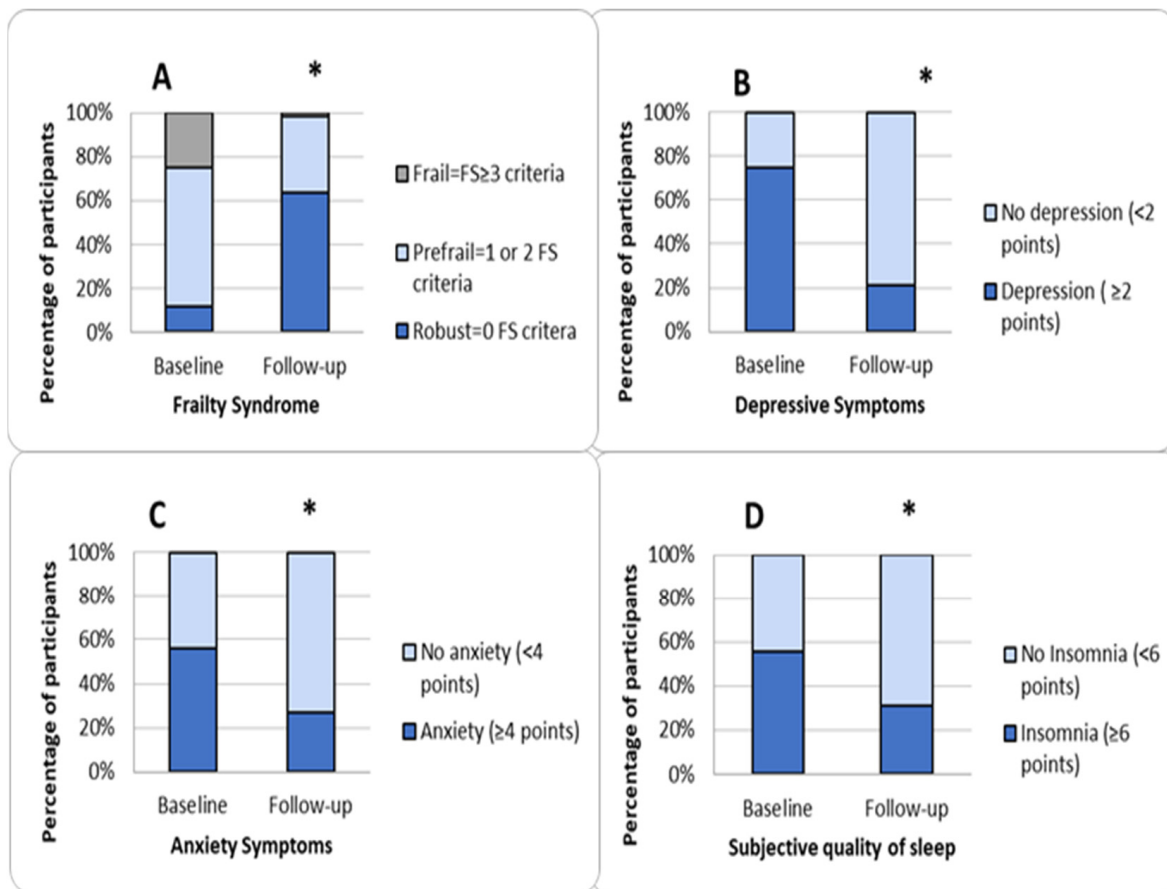 A
*
Percentage of participants
100%
80%
60%
40%
20%
0%
Baseline
Follow-up
Frailty Syndrome
Frail=FS≥3 criteria
Prefrail=1 or 2 FS
criteria
Robust=0 FS critera
B
*
Percentage of participants
100%
80%
60%
40%
20%
0%
Baseline
Follow-up
Depressive Symptoms
No depression (<2
points)
Depression ( ≥2
points)
C
*
Percentage of participants
100%
80%
60%
40%
20%
0%
Baseline
Follow-up
Anxiety Symptoms
No anxiety (<4
points)
Anxiety (≥4 points)
D
*
Percentage of participants
100%
80%
60%
40%
20%
0%
Baseline
Follow-up
Subjective quality of sleep
No Insomnia (<6
points)
Insomnia (≥6
points)